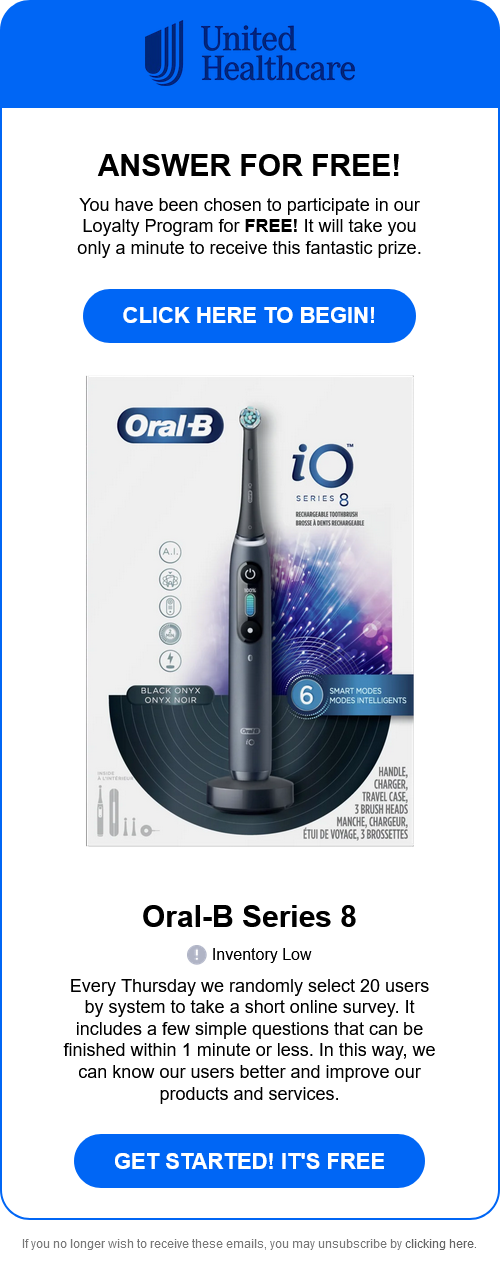 United
Healthcare
ANSWER FOR FREE!
You have been chosen to participate in our
Loyalty Program for FREE! It will take you
only a minute to receive this fantastic prize.
CLICK HERE TO BEGIN!
Oral-B
iO™
SERIES 8
RECHARGEABLE TOOTHBRUSH
BROSSE À DENTS RECHARGEABLE
A.I.
100%
BLACK ONYX
ONYX NOIR
6
SMART MODES
MODES INTELLIGENTS
Oral-B
iO
INSIDE
À L'INTÉRIEUR
HANDLE,
CHARGER,
TRAVEL CASE,
3 BRUSH HEADS
MANCHE, CHARGEUR,
ÉTUI DE VOYAGE, 3 BROSSETTES
Oral-B Series 8
Inventory Low
Every Thursday we randomly select 20 users
by system to take a short online survey. It
includes a few simple questions that can be
finished within 1 minute or less. In this way, we
can know our users better and improve our
products and services.
GET STARTED! IT'S FREE
If you no longer wish to receive these emails, you may unsubscribe by clicking here.